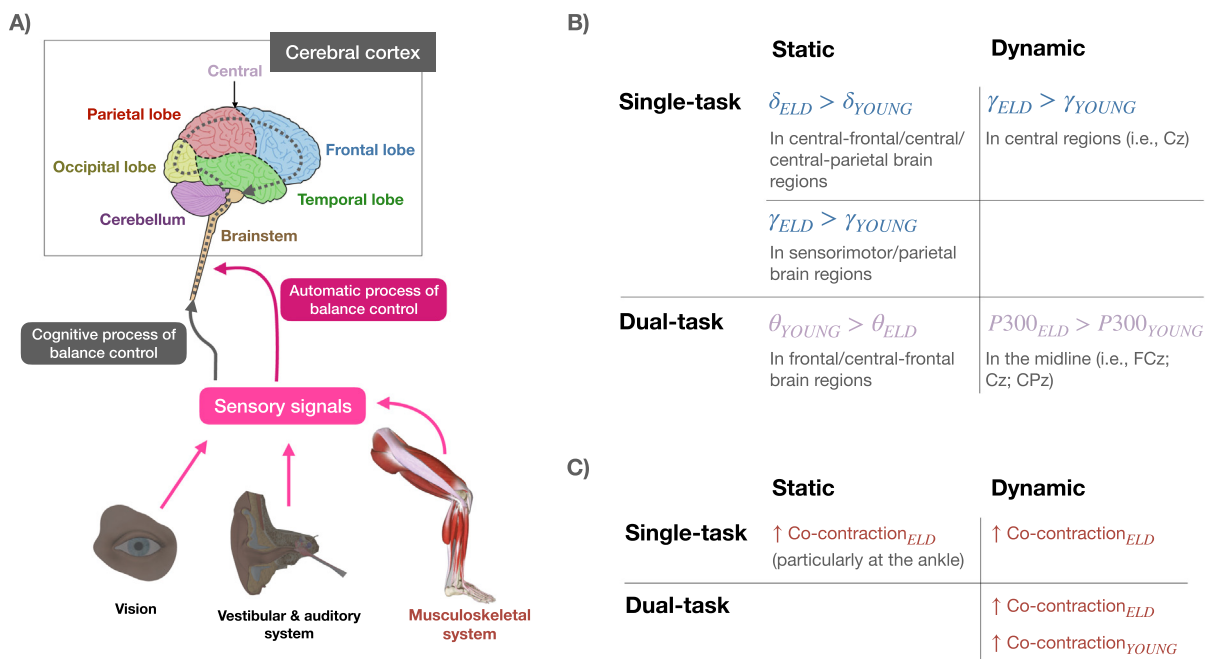 A)
Cerebral cortex
Central
Parietal lobe
Frontal lobe
Occipital lobe
Temporal lobe
Cerebellum
Brainstem
Automatic process of
balance control
Cognitive process of
balance control
Sensory signals
Vision
Vestibular & auditory
system
Musculoskeletal
system
B)
Static
Dynamic
Single-task
δELD > δYOUNG
In central-frontal/central/
central-parietal brain
regions
γELD > γYOUNG
In central regions (i.e., Cz)
γELD > γYOUNG
In sensorimotor/parietal
brain regions
Dual-task
θYOUNG > θELD
In frontal/central-frontal
brain regions
P300ELD > P300YOUNG
In the midline (i.e., FCz;
Cz; CPz)
C)
Static
Dynamic
Single-task
↑ Co-contractionELD
(particularly at the ankle)
↑ Co-contractionELD
Dual-task
↑ Co-contractionELD
↑ Co-contractionYOUNG